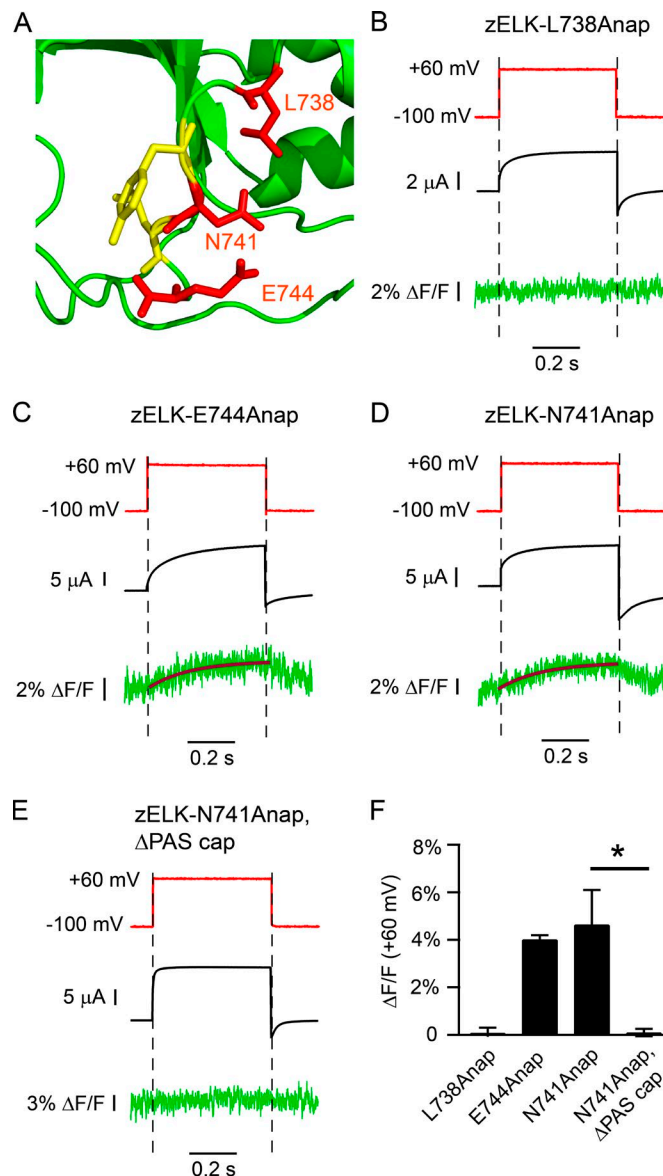 A
L738
N741
E744
B
zELK-L738Anap
+60 mV
-100 mV
2 μA
2% ΔF/F
0.2 s
C
zELK-E744Anap
+60 mV
-100 mV
5 μA
2% ΔF/F
0.2 s
D
zELK-N741Anap
+60 mV
-100 mV
5 μA
2% ΔF/F
0.2 s
E
zELK-N741Anap,
ΔPAS cap
+60 mV
-100 mV
5 μA
3% ΔF/F
0.2 s
F
ΔF/F (+60 mV)
8%
6%
4%
2%
0
*
L738Anap
E744Anap
N741Anap
N741Anap,
ΔPAS cap